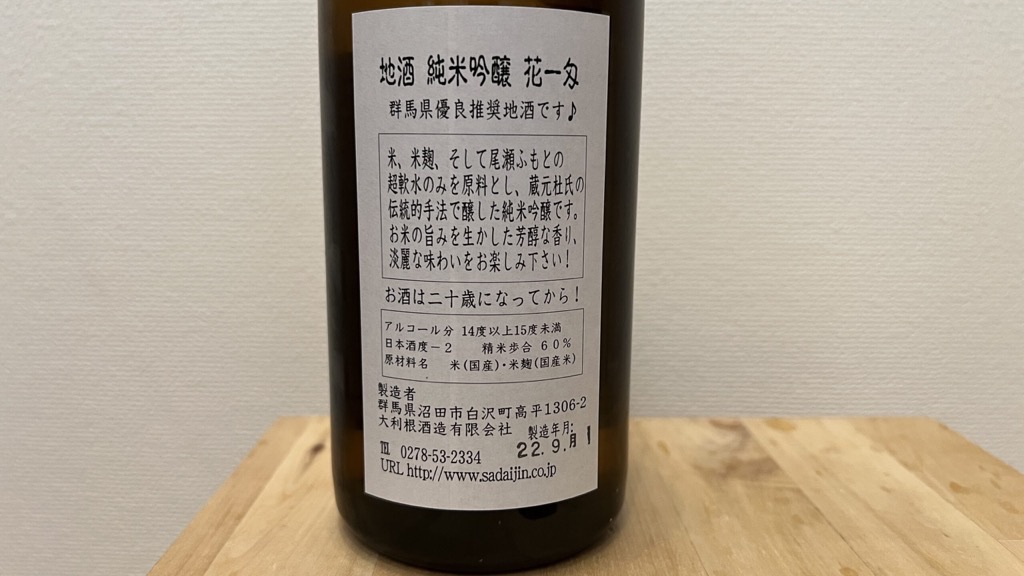 地酒 純米吟醸 花一匁
群馬県優良推奨地酒です♪
米、米麹、そして尾瀬ふもとの
超軟水のみを原料とし、蔵元杜氏の
伝統的手法で醸した純米吟醸です。
お米の旨みを生かした芳醇な香り、
淡麗な味わいをお楽しみ下さい！
お酒は二十歳になってから！
アルコール分 14度以上15度未満
日本酒度－2 精米歩合 60％
原材料名 米(国産)・米麹(国産米)
製造者
群馬県沼田市白沢町高平1306-2
大利根酒造有限会社 製造年月:
℡ 0278-53-2334 22.9.月 1
URL http://www.sadaijin.co.jp